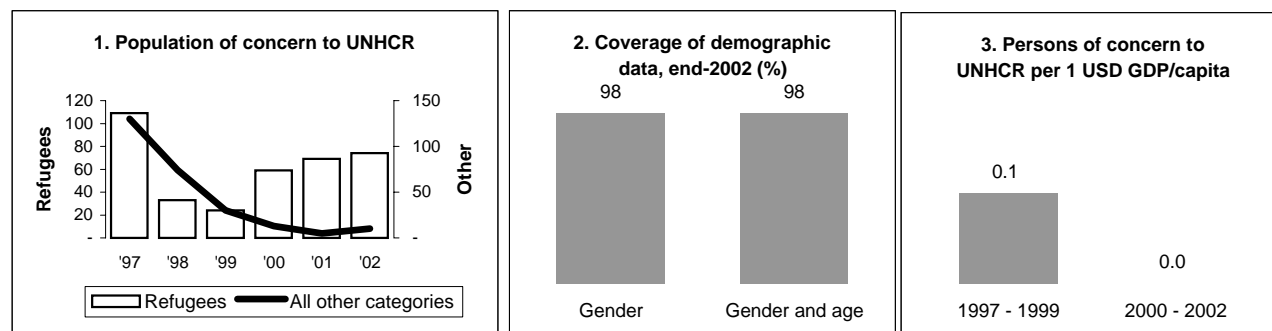 1. Population of concern to UNHCR
120
100
80
60
40
20
-
Refugees
150
100
50
-
Other
'97 '98 '99 '00 '01 '02
Refugees All other categories
2. Coverage of demographic
data, end-2002 (%)
98 98
Gender Gender and age
3. Persons of concern to
UNHCR per 1 USD GDP/capita
0.1
0.0
1997 - 1999 2000 - 2002